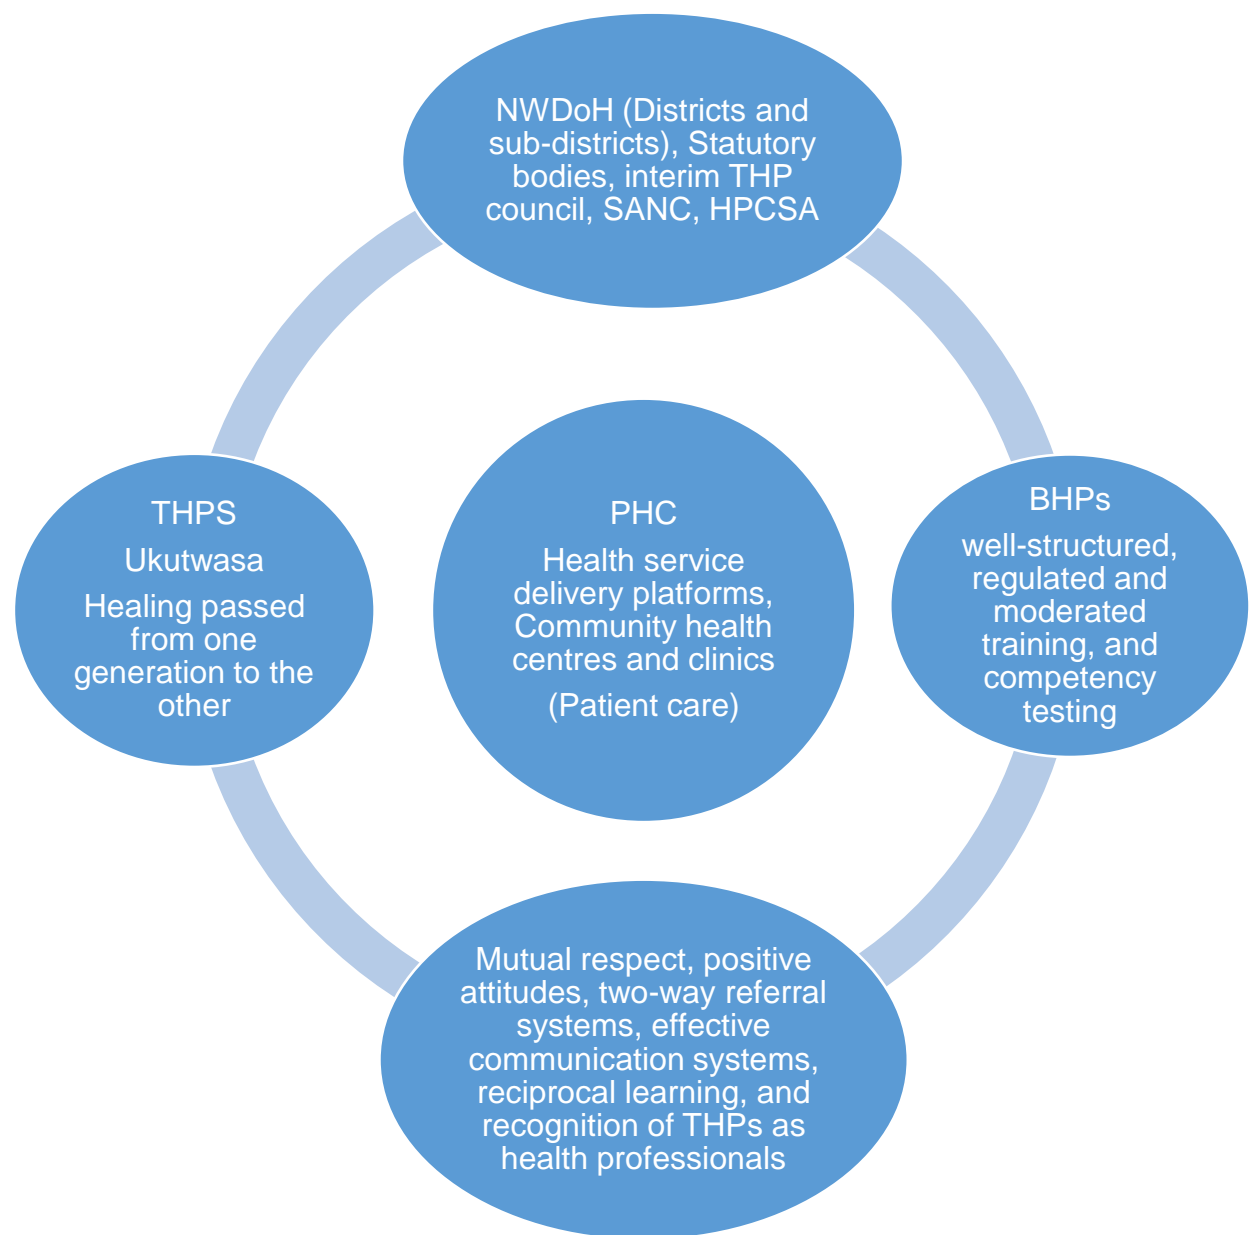 NWDoH (Districts and
sub-districts), Statutory
bodies, interim THP
council, SANC, HPCSA
THPS
Ukutwasa
Healing passed
from one
generation to the
other
PHC
Health service
delivery platforms,
Community health
centres and clinics
(Patient care)
BHPs
well-structured,
regulated and
moderated
training, and
competency
testing
Mutual respect, positive
attitudes, two-way referral
systems, effective
communication systems,
reciprocal learning, and
recognition of THPs as
health professionals